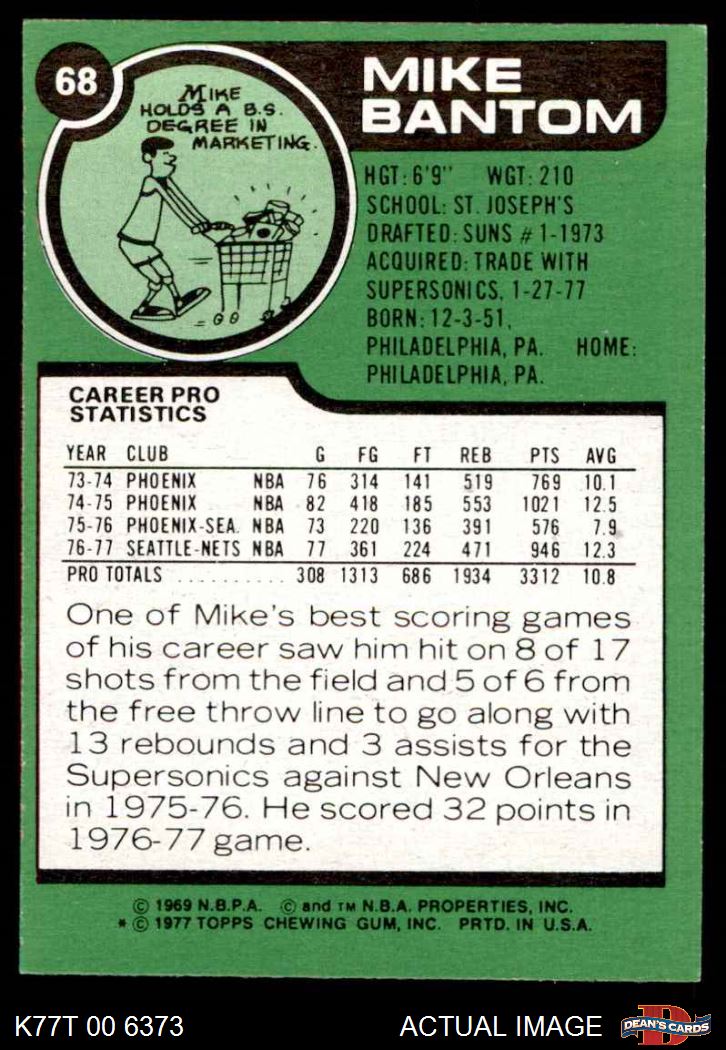 68
MIKE
HOLDS A B.S.
DEGREE IN
MARKETING.
MIKE
BANTOM
HGT: 6'9" WGT: 210
SCHOOL: ST. JOSEPH'S
DRAFTED: SUNS #1-1973
ACQUIRED: TRADE WITH
SUPERSONICS, 1-27-77
BORN: 12-3-51,
PHILADELPHIA, PA. HOME:
PHILADELPHIA, PA.
CAREER PRO
STATISTICS
YEAR CLUB G FG FT REB PTS AVG
73-74 PHOENIX NBA 76 314 141 519 769 10.1
74-75 PHOENIX NBA 82 418 185 553 1021 12.5
75-76 PHOENIX-SEA. NBA 73 220 136 391 576 7.9
76-77 SEATTLE-NETS NBA 77 361 224 471 946 12.3
PRO TOTALS .......... 308 1313 686 1934 3312 10.8
One of Mike's best scoring games
of his career saw him hit on 8 of 17
shots from the field and 5 of 6 from
the free throw line to go along with
13 rebounds and 3 assists for the
Supersonics against New Orleans
in 1975-76. He scored 32 points in
1976-77 game.
© 1969 N.B.P.A. © and TM N.B.A. PROPERTIES, INC.
* © 1977 TOPPS CHEWING GUM, INC. PRTD. IN U.S.A.
K77T 00 6373 ACTUAL IMAGE
D
DEAN'S CARDS